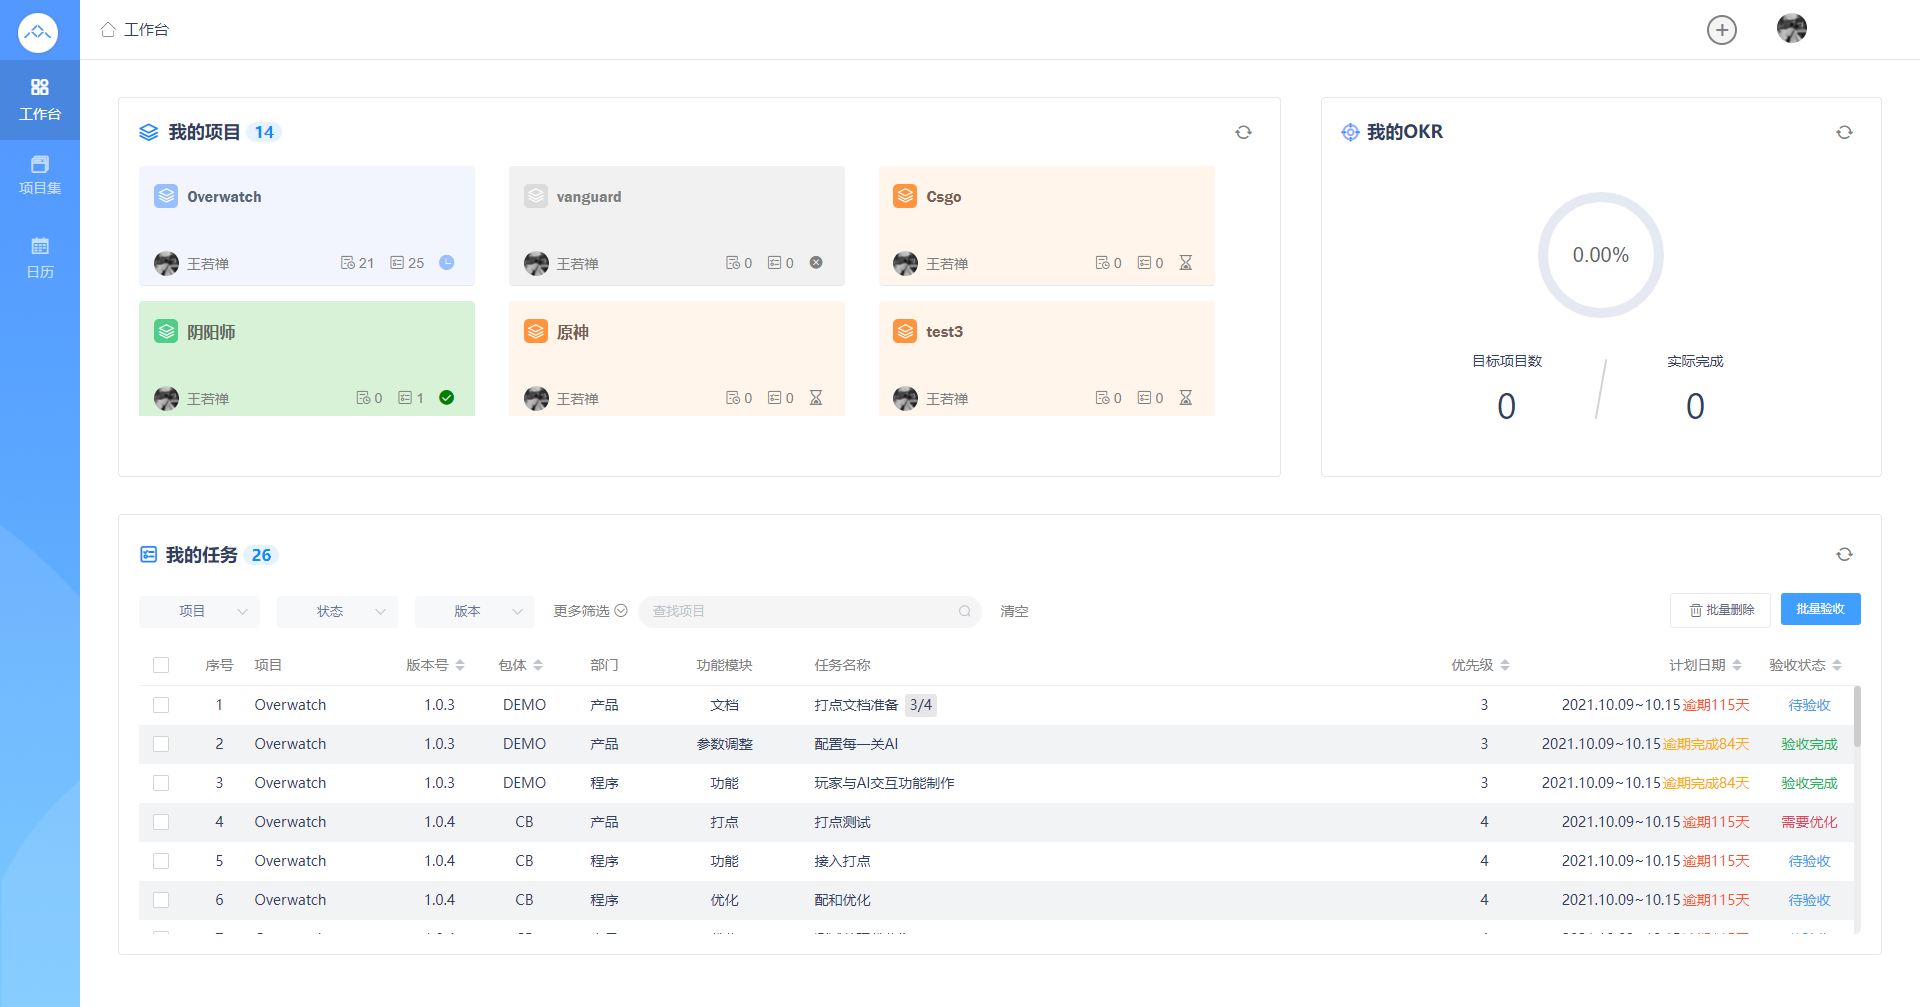 工作台
工作台
项目集
日历
我的项目 14
Overwatch
王若禅 21 25
vanguard
王若禅 0 0
Csgo
王若禅 0 0
阴阳师
王若禅 0 1
原神
王若禅 0 0
test3
王若禅 0 0
我的OKR
0.00%
目标项目数 实际完成
0 0
我的任务 26
项目 状态 版本 更多筛选 查找项目 清空 批量删除 批量验收
序号 项目 版本号 包体 部门 功能模块 任务名称 优先级 计划日期 验收状态
1 Overwatch 1.0.3 DEMO 产品 文档 打点文档准备 3/4 3 2021.10.09~10.15逾期115天 待验收
2 Overwatch 1.0.3 DEMO 产品 参数调整 配置每一关AI 3 2021.10.09~10.15逾期完成84天 验收完成
3 Overwatch 1.0.3 DEMO 程序 功能 玩家与AI交互功能制作 3 2021.10.09~10.15逾期完成84天 验收完成
4 Overwatch 1.0.4 CB 产品 打点 打点测试 4 2021.10.09~10.15逾期115天 需要优化
5 Overwatch 1.0.4 CB 程序 功能 接入打点 4 2021.10.09~10.15逾期115天 待验收
6 Overwatch 1.0.4 CB 程序 优化 配和优化 4 2021.10.09~10.15逾期115天 待验收